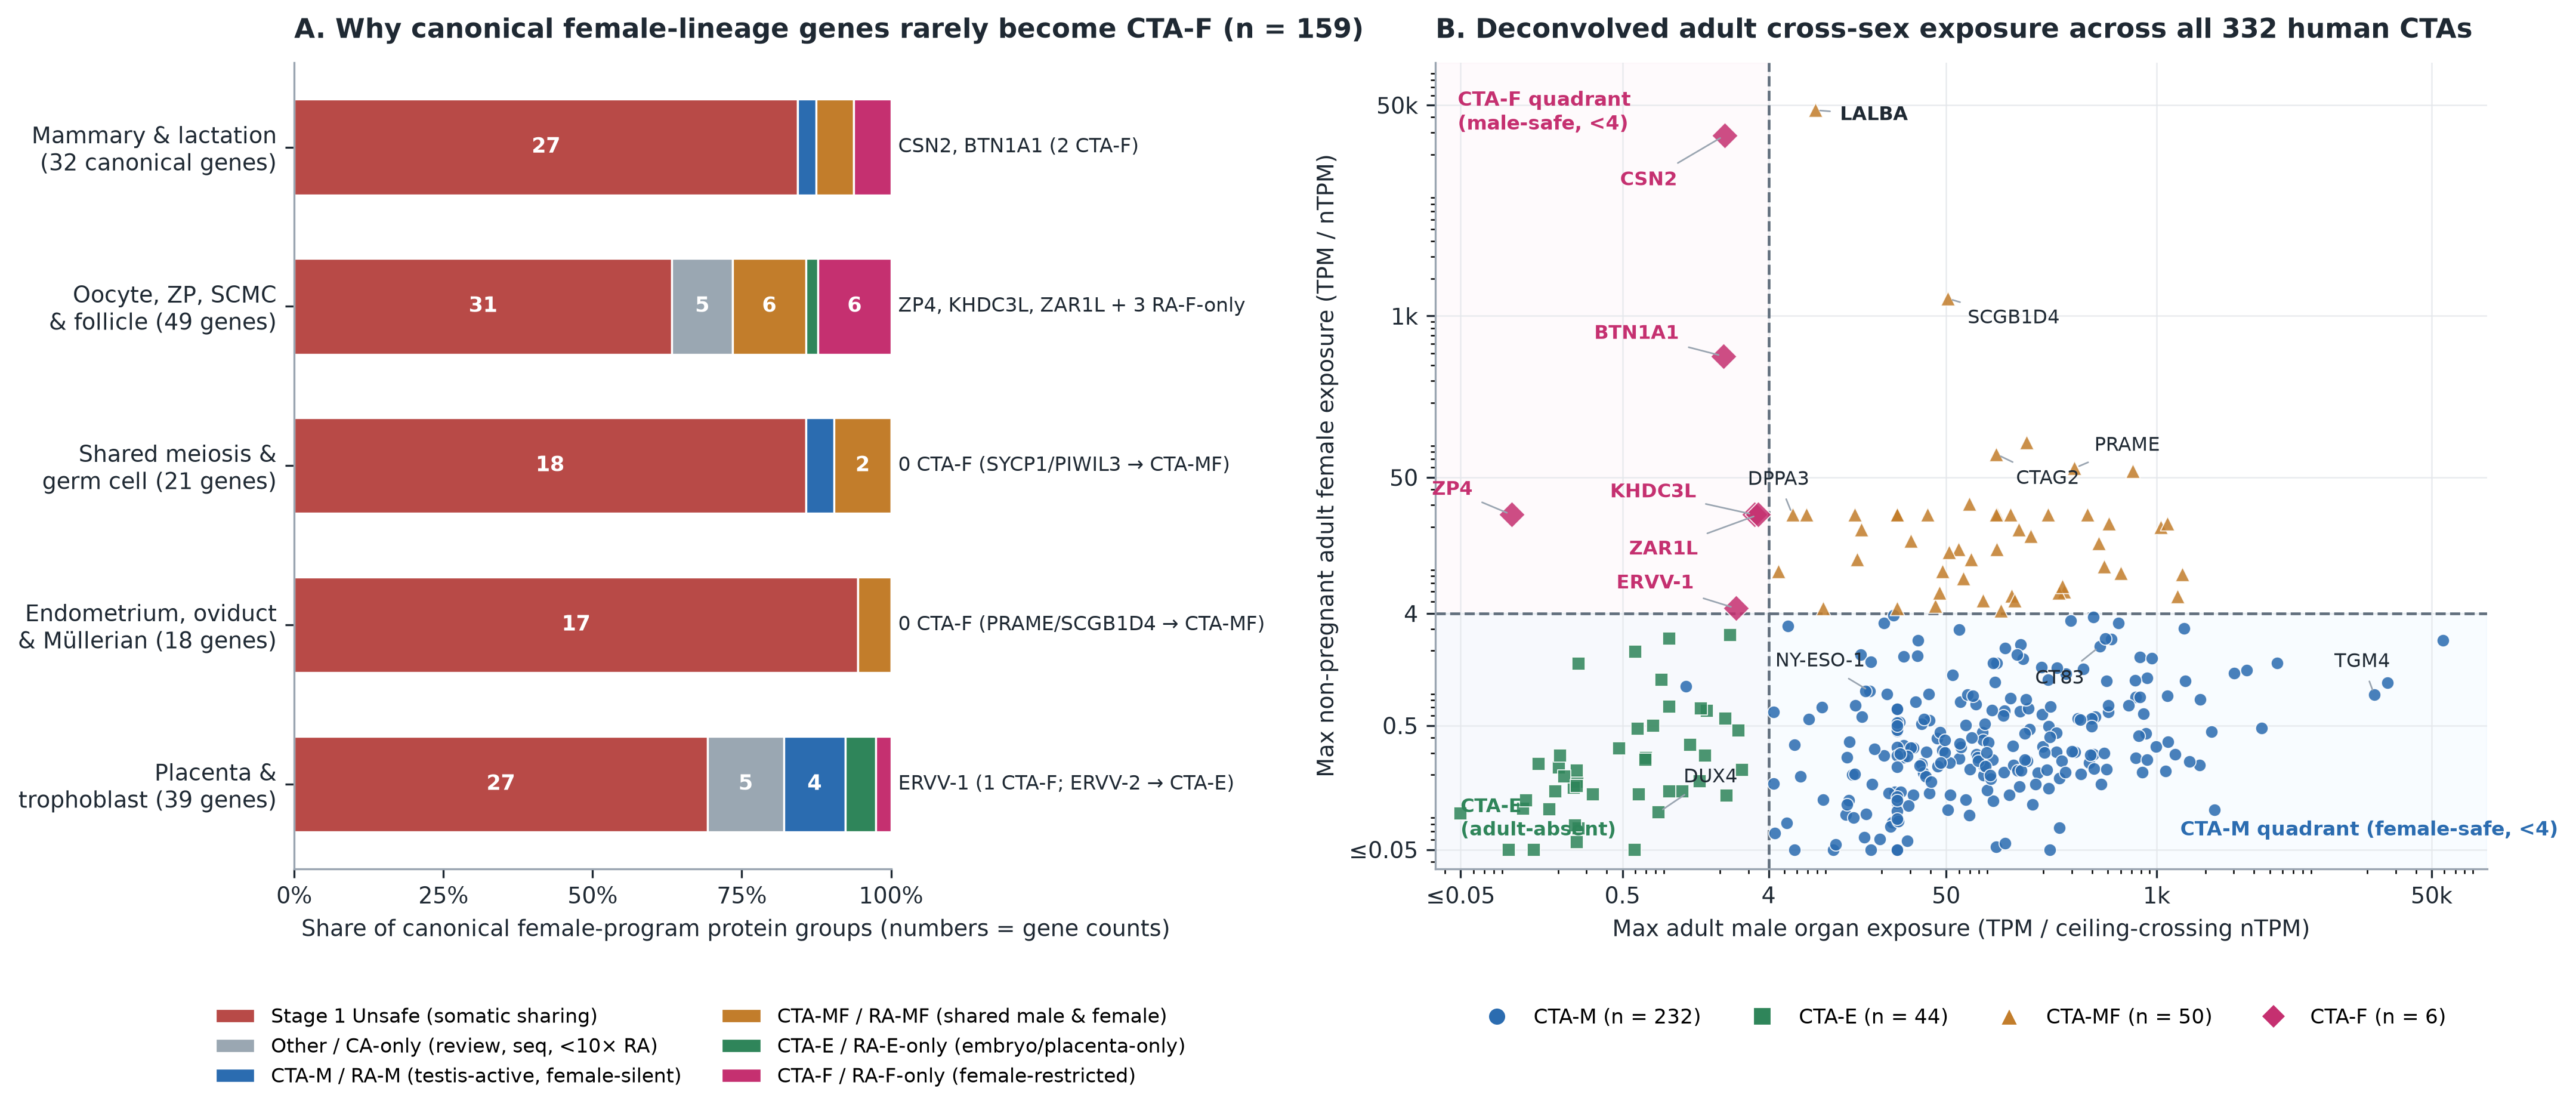 A. Why canonical female-lineage genes rarely become CTA-F (n = 159)
Mammary & lactation
(32 canonical genes)
27
CSN2, BTN1A1 (2 CTA-F)
Oocyte, ZP, SCMC
& follicle (49 genes)
31
5
6
6
ZP4, KHDC3L, ZAR1L + 3 RA-F-only
Shared meiosis &
germ cell (21 genes)
18
2
0 CTA-F (SYCP1/PIWIL3 → CTA-MF)
Endometrium, oviduct
& Müllerian (18 genes)
17
0 CTA-F (PRAME/SCGB1D4 → CTA-MF)
Placenta &
trophoblast (39 genes)
27
5
4
ERVV-1 (1 CTA-F; ERVV-2 → CTA-E)
0%
25%
50%
75%
100%
Share of canonical female-program protein groups (numbers = gene counts)
Stage 1 Unsafe (somatic sharing)
Other / CA-only (review, seq, <10× RA)
CTA-M / RA-M (testis-active, female-silent)
CTA-MF / RA-MF (shared male & female)
CTA-E / RA-E-only (embryo/placenta-only)
CTA-F / RA-F-only (female-restricted)
B. Deconvolved adult cross-sex exposure across all 332 human CTAs
Max non-pregnant adult female exposure (TPM / nTPM)
50k
1k
50
4
0.5
≤0.05
CTA-F quadrant
(male-safe, <4)
LALBA
CSN2
SCGB1D4
BTN1A1
PRAME
CTAG2
DPPA3
ZP4
KHDC3L
ZAR1L
ERVV-1
NY-ESO-1
CT83
TGM4
DUX4
CTA-E
(adult-absent)
CTA-M quadrant (female-safe, <4)
≤0.05
0.5
4
50
1k
50k
Max adult male organ exposure (TPM / ceiling-crossing nTPM)
CTA-M (n = 232)
CTA-E (n = 44)
CTA-MF (n = 50)
CTA-F (n = 6)